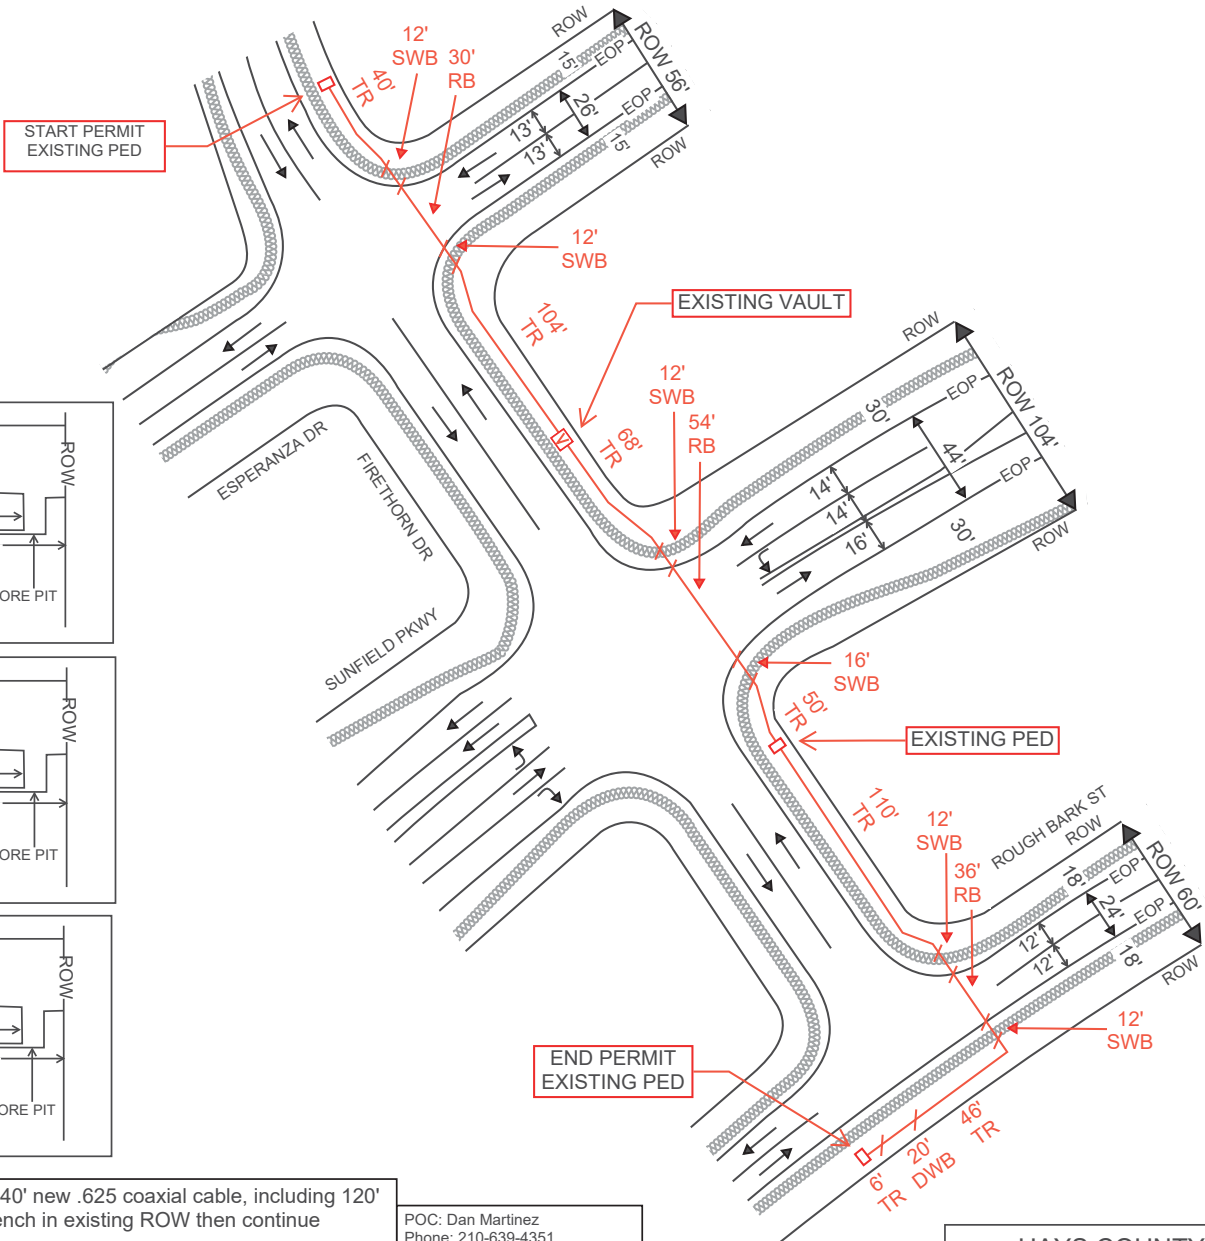 ROW
ROW 56'
12'
SWB
30'
RB
40'
TR
15'
EOP
26'
EOP
13'
13'
15'
ROW
START PERMIT
EXISTING PED
12'
SWB
104'
TR
EXISTING VAULT
ROW
ROW 104'
12'
SWB
54'
RB
V
68'
TR
30'
EOP
44'
EOP
14'
14'
16'
30'
ROW
ESPERANZA DR
FIRETHORN DR
SUNFIELD PKWY
ROW
ORE PIT
ROW
ORE PIT
ROW
ORE PIT
16'
SWB
50'
TR
EXISTING PED
110'
TR
12'
SWB
36'
RB
ROUGH BARK ST
ROW
ROW 60'
18'
EOP
24'
EOP
12'
12'
18'
ROW
12'
SWB
END PERMIT
EXISTING PED
46'
TR
20'
DWB
6'
TR
40' new .625 coaxial cable, including 120'
ench in existing ROW then continue
POC: Dan Martinez
Phone: 210-639-4351
HAYS COUNTY